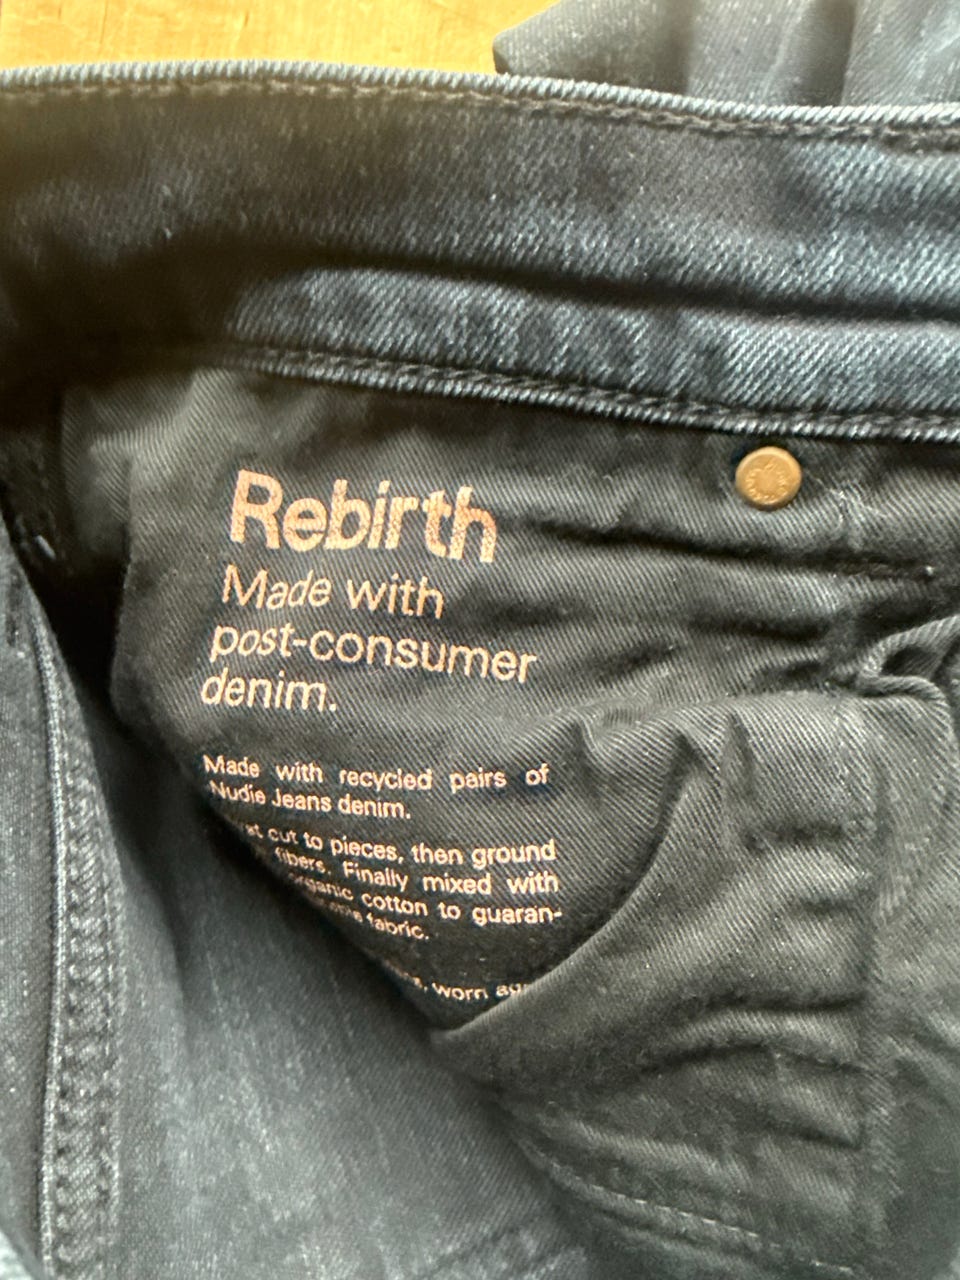 Rebirth
Made with
post-consumer
denim.
Made with recycled pairs of
Nudie Jeans denim.
cut to pieces, then ground
fibers. Finally mixed with
organic cotton to guaran-
fabric.
worn